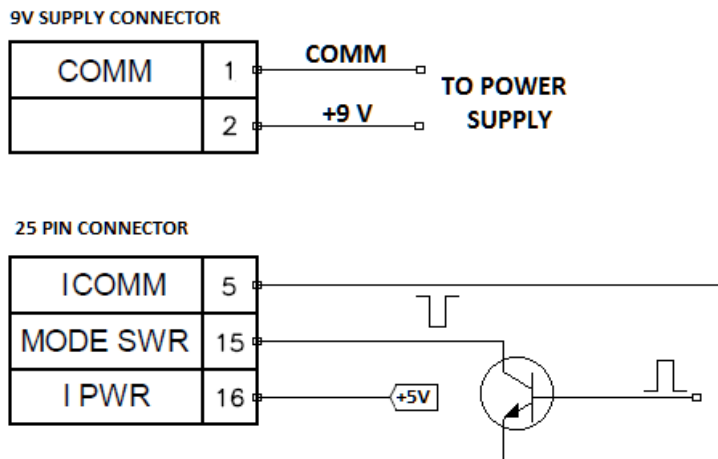 9V SUPPLY CONNECTOR
COMM 1 COMM
TO POWER
SUPPLY
2 +9 V
25 PIN CONNECTOR
I COMM 5
MODE SWR 15
I PWR 16 +5V